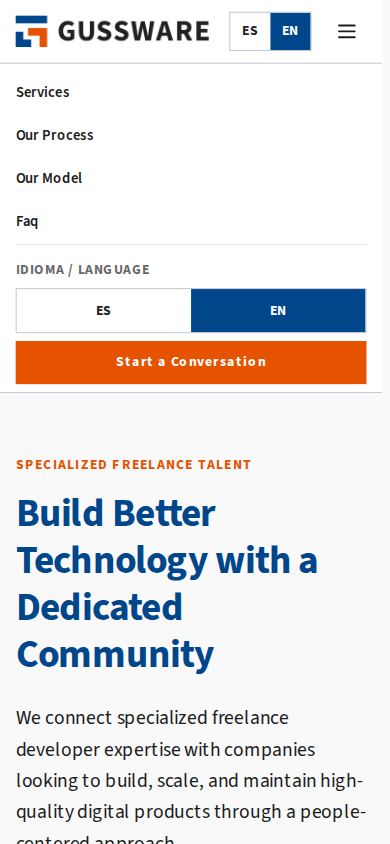 GUSSWARE
ES EN
Services
Our Process
Our Model
Faq
IDIOMA / LANGUAGE
ES EN
Start a Conversation
SPECIALIZED FREELANCE TALENT
Build Better
Technology with a
Dedicated
Community
We connect specialized freelance
developer expertise with companies
looking to build, scale, and maintain high-
quality digital products through a people-
centered approach.